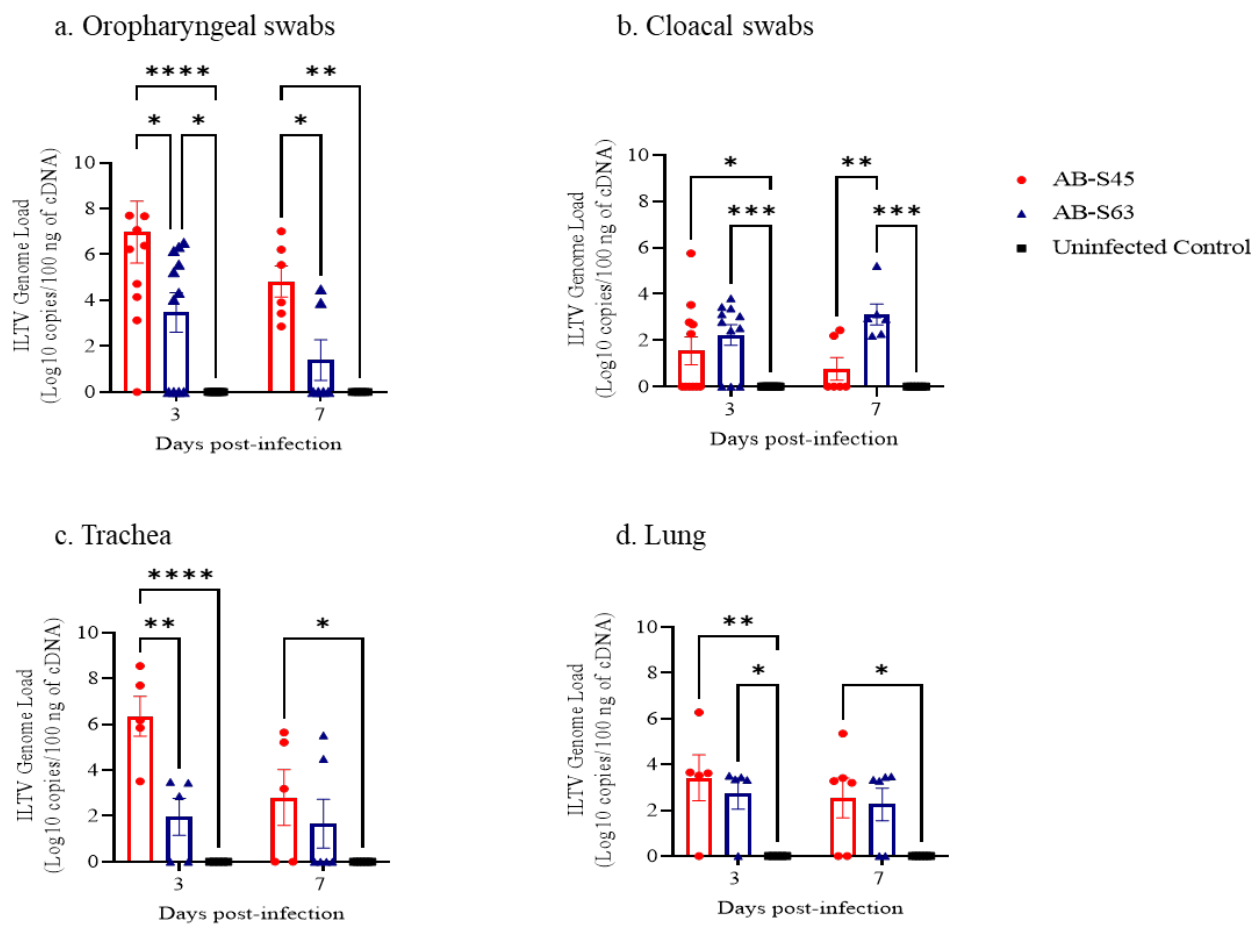 a. Oropharyngeal swabs
**** **
* * *
10
8
6
4
2
0
ILTV Genome Load
(Log10 copies/100 ng of cDNA)
3 7
Days post-infection
b. Cloacal swabs
* **
*** ***
10
8
6
4
2
0
ILTV Genome Load
(Log10 copies/100 ng of cDNA)
3 7
Days post-infection
AB-S45
AB-S63
Uninfected Control
c. Trachea
****
** *
10
8
6
4
2
0
ILTV Genome Load
(Log10 copies/100 ng of cDNA)
3 7
Days post-infection
d. Lung
**
* *
10
8
6
4
2
0
ILTV Genome Load
(Log10 copies/100 ng of cDNA)
3 7
Days post-infection